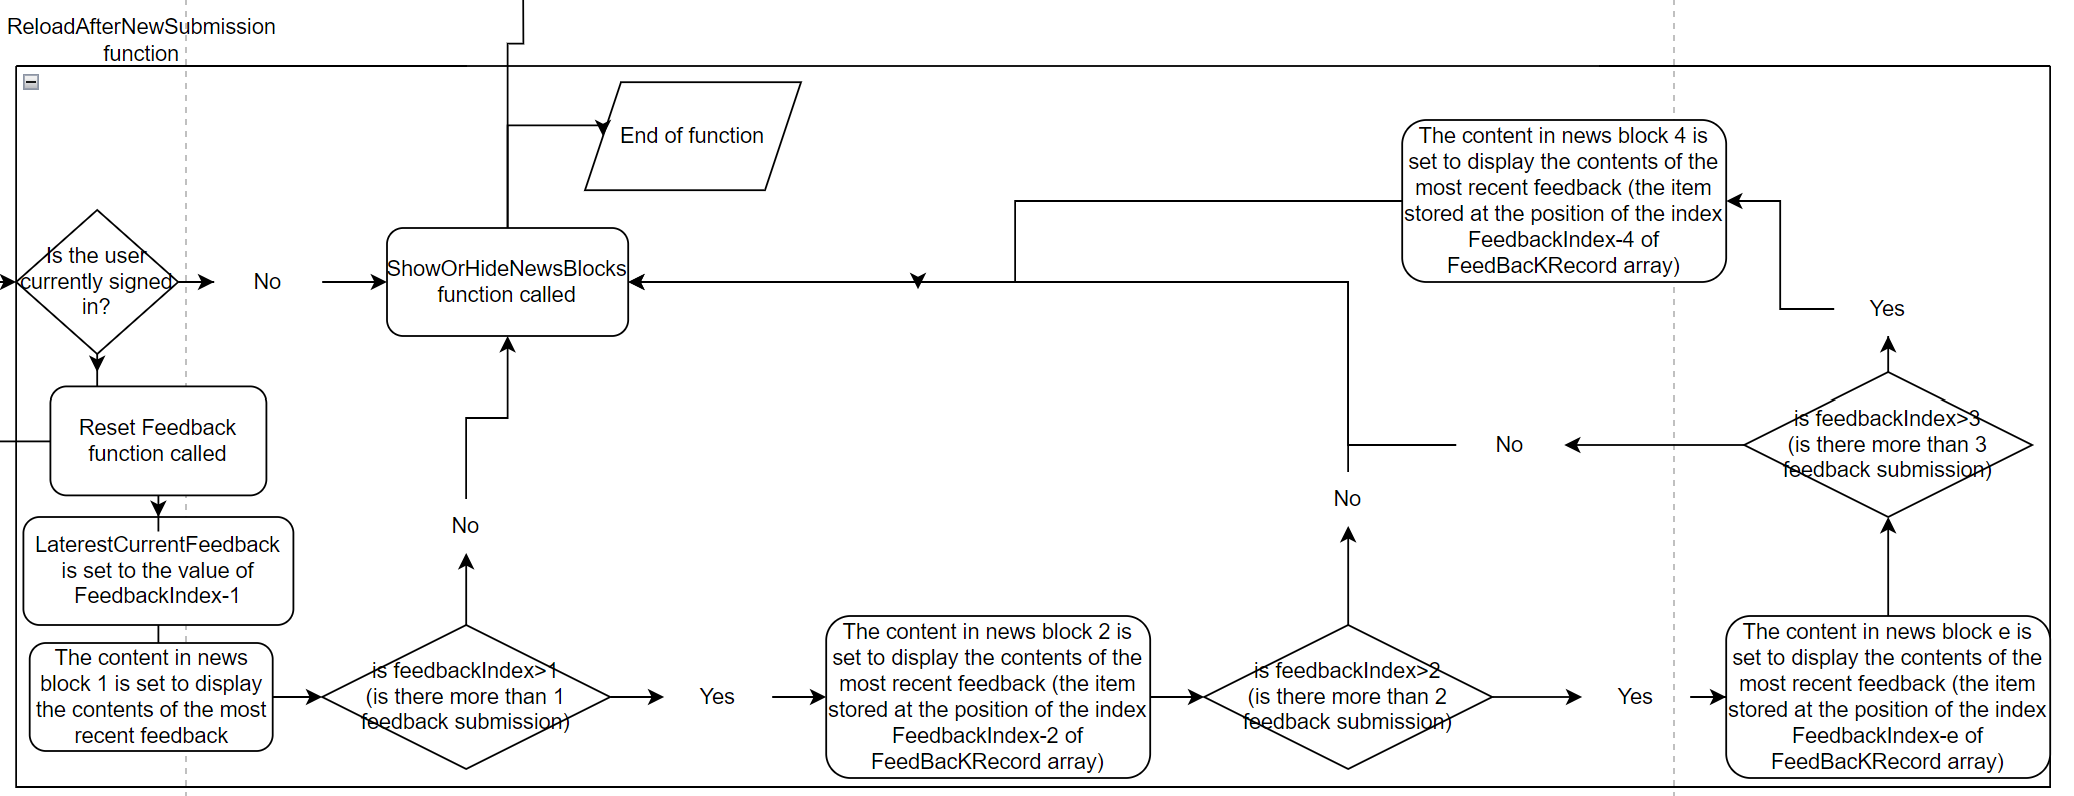 ReloadAfterNewSubmission
function
End of function
Is the user
currently signed
in?
No
ShowOrHideNewsBlocks
function called
The content in news block 4 is
set to display the contents of the
most recent feedback (the item
stored at the position of the index
FeedbackIndex-4 of
FeedBacKRecord array)
Yes
Reset Feedback
function called
is feedbackIndex>3
(is there more than 3
feedback submission)
No
No
No
LaterestCurrentFeedback
is set to the value of
FeedbackIndex-1
The content in news
block 1 is set to display
the contents of the most
recent feedback
is feedbackIndex>1
(is there more than 1
feedback submission)
Yes
The content in news block 2 is
set to display the contents of the
most recent feedback (the item
stored at the position of the index
FeedbackIndex-2 of
FeedBacKRecord array)
is feedbackIndex>2
(is there more than 2
feedback submission)
Yes
The content in news block e is
set to display the contents of the
most recent feedback (the item
stored at the position of the index
FeedbackIndex-e of
FeedBacKRecord array)